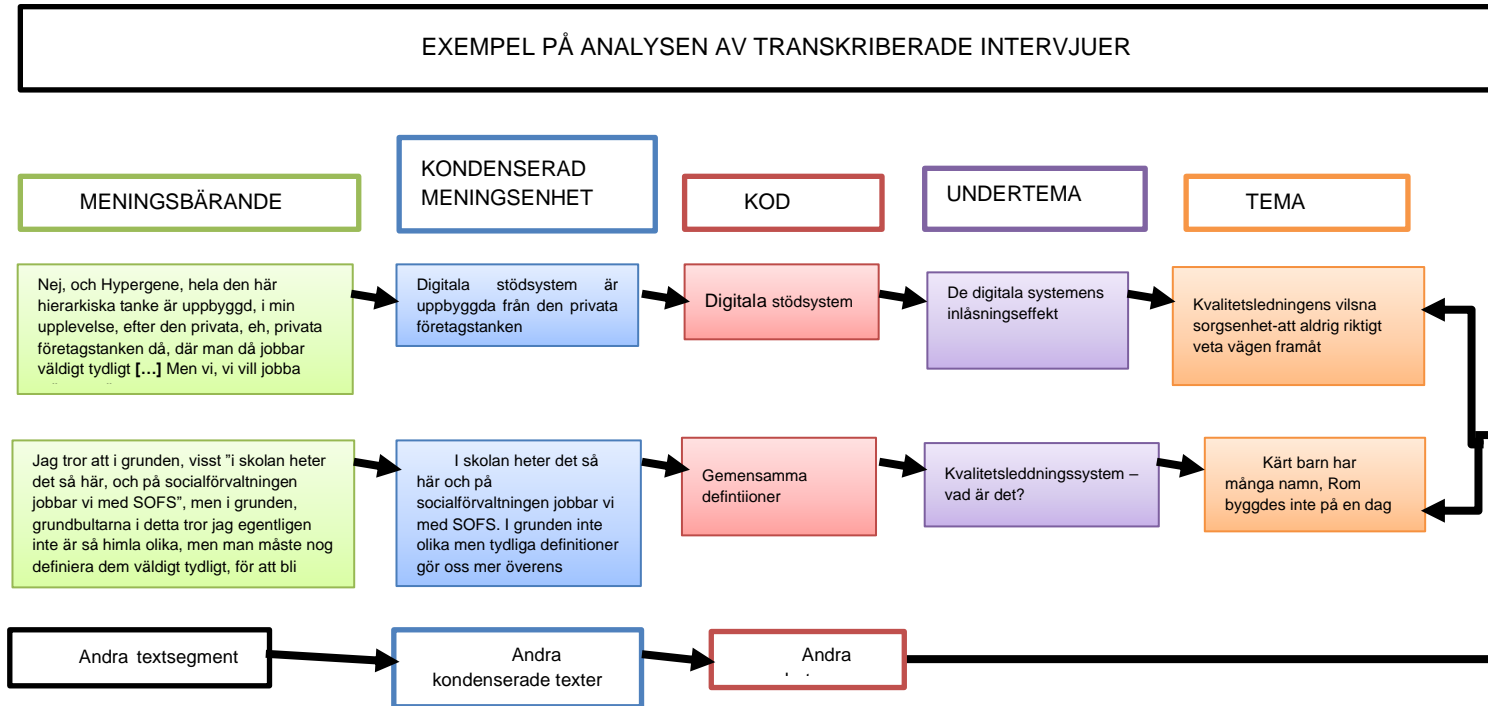 EXEMPEL PÅ ANALYSEN AV TRANSKRIBERADE INTERVJUER
MENINGSBÄRANDE
KONDENSERAD
MENINGSENHET
KOD
UNDERTEMA
TEMA
Nej, och Hypergene, hela den här
hierarkiska tanke är uppbyggd, i min
upplevelse, efter den privata, eh, privata
företagstanken då, där man då jobbar
väldigt tydligt [...] Men vi, vi vill jobba
Digitala stödsystem är
uppbyggda från den privata
företagstanken
Digitala stödsystem
De digitala systemens
inlåsningseffekt
Kvalitetsledningens vilsna
sorgsenhet-att aldrig riktigt
veta vägen framåt
Jag tror att i grunden, visst ”i skolan heter
det så här, och på socialförvaltningen
jobbar vi med SOFS”, men i grunden,
grundbultarna i detta tror jag egentligen
inte är så himla olika, men man måste nog
definiera dem väldigt tydligt, för att bli
I skolan heter det så
här och på
socialförvaltningen jobbar vi
med SOFS. I grunden inte
olika men tydliga definitioner
gör oss mer överens
Gemensamma
defintiioner
Kvalitetsleddningssystem –
vad är det?
Kärt barn har
många namn, Rom
byggdes inte på en dag
Andra textsegment
Andra
kondenserade texter
Andra